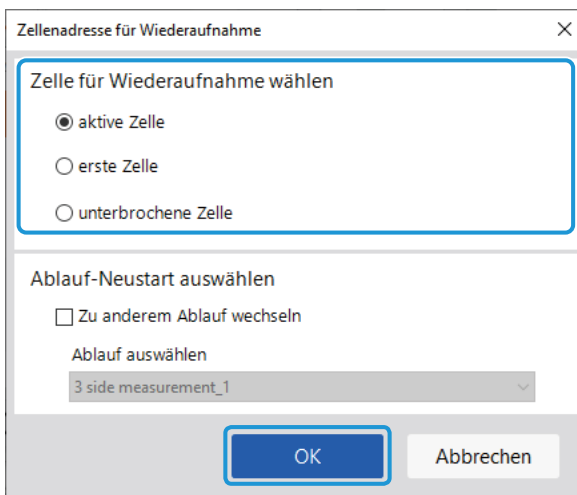 Zellenadresse für Wiederaufnahme
Zelle für Wiederaufnahme wählen
aktive Zelle
erste Zelle
unterbrochene Zelle
Ablauf-Neustart auswählen
Zu anderem Ablauf wechseln
Ablauf auswählen
3 side measurement_1
OK Abbrechen